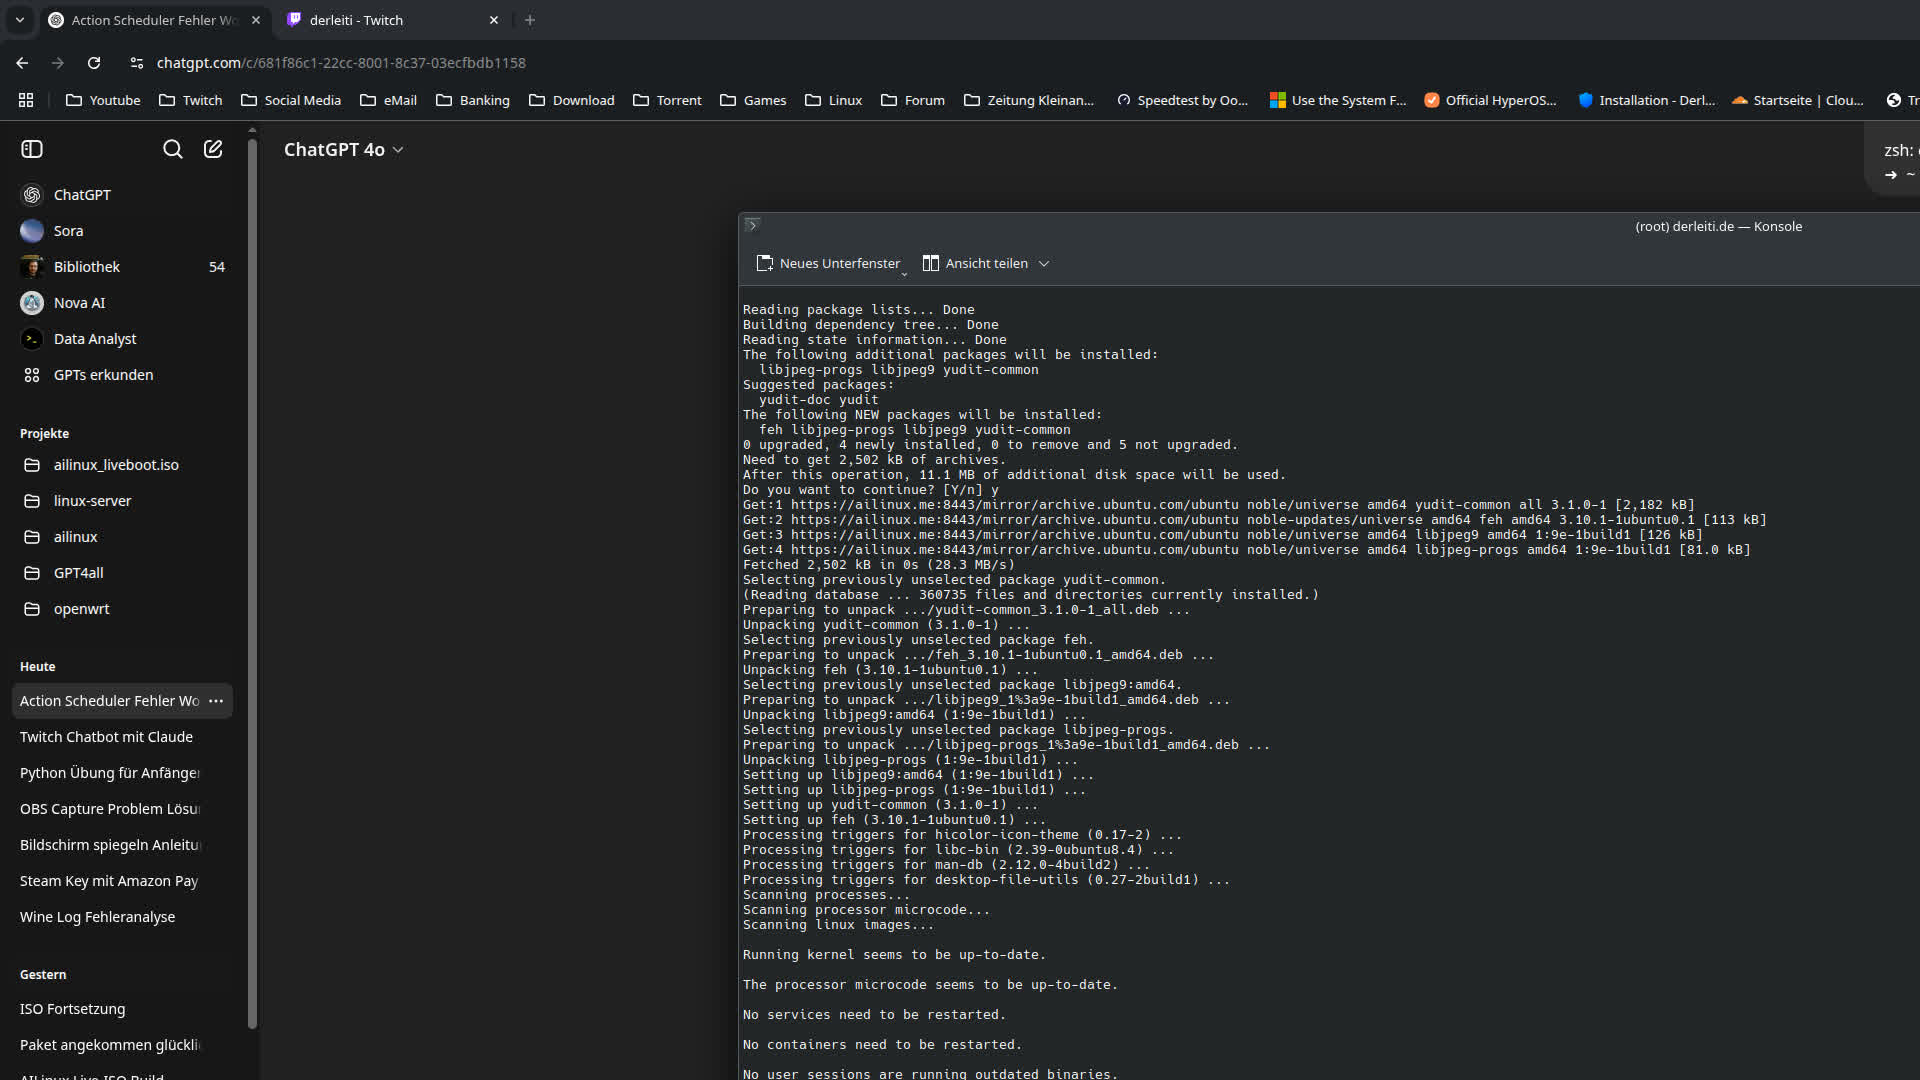 Action Scheduler Fehler Wo
derleiti - Twitch
chatgpt.com/c/681f86c1-22cc-8001-8c37-03ecfbdb1158
Youtube
Twitch
Social Media
eMail
Banking
Download
Torrent
Games
Linux
Forum
Zeitung Kleinan...
Speedtest by Oo...
Use the System F...
Official HyperOS...
Installation - Derl...
Startseite | Clou...
Tr
ChatGPT
Sora
Bibliothek 54
Nova AI
Data Analyst
GPTs erkunden
Projekte
ailinux_liveboot.iso
linux-server
ailinux
GPT4all
openwrt
Heute
Action Scheduler Fehler Wo
Twitch Chatbot mit Claude
Python Übung für Anfänger
OBS Capture Problem Lösu
Bildschirm spiegeln Anleitu
Steam Key mit Amazon Pay
Wine Log Fehleranalyse
Gestern
ISO Fortsetzung
Paket angekommen glückli
AILinux Live ISO Build
ChatGPT 4o
zsh:
➜ ~
(root) derleiti.de — Konsole
Neues Unterfenster
Ansicht teilen
Reading package lists... Done
Building dependency tree... Done
Reading state information... Done
The following additional packages will be installed:
libjpeg-progs libjpeg9 yudit-common
Suggested packages:
yudit-doc yudit
The following NEW packages will be installed:
feh libjpeg-progs libjpeg9 yudit-common
0 upgraded, 4 newly installed, 0 to remove and 5 not upgraded.
Need to get 2,502 kB of archives.
After this operation, 11.1 MB of additional disk space will be used.
Do you want to continue? [Y/n] y
Get:1 https://ailinux.me:8443/mirror/archive.ubuntu.com/ubuntu noble/universe amd64 yudit-common all 3.1.0-1 [2,182 kB]
Get:2 https://ailinux.me:8443/mirror/archive.ubuntu.com/ubuntu noble-updates/universe amd64 feh amd64 3.10.1-1ubuntu0.1 [113 kB]
Get:3 https://ailinux.me:8443/mirror/archive.ubuntu.com/ubuntu noble/universe amd64 libjpeg9 amd64 1:9e-1build1 [126 kB]
Get:4 https://ailinux.me:8443/mirror/archive.ubuntu.com/ubuntu noble/universe amd64 libjpeg-progs amd64 1:9e-1build1 [81.0 kB]
Fetched 2,502 kB in 0s (28.3 MB/s)
Selecting previously unselected package yudit-common.
(Reading database ... 360735 files and directories currently installed.)
Preparing to unpack .../yudit-common_3.1.0-1_all.deb ...
Unpacking yudit-common (3.1.0-1) ...
Selecting previously unselected package feh.
Preparing to unpack .../feh_3.10.1-1ubuntu0.1_amd64.deb ...
Unpacking feh (3.10.1-1ubuntu0.1) ...
Selecting previously unselected package libjpeg9:amd64.
Preparing to unpack .../libjpeg9_1%3a9e-1build1_amd64.deb ...
Unpacking libjpeg9:amd64 (1:9e-1build1) ...
Selecting previously unselected package libjpeg-progs.
Preparing to unpack .../libjpeg-progs_1%3a9e-1build1_amd64.deb ...
Unpacking libjpeg-progs (1:9e-1build1) ...
Setting up libjpeg9:amd64 (1:9e-1build1) ...
Setting up libjpeg-progs (1:9e-1build1) ...
Setting up yudit-common (3.1.0-1) ...
Setting up feh (3.10.1-1ubuntu0.1) ...
Processing triggers for hicolor-icon-theme (0.17-2) ...
Processing triggers for libc-bin (2.39-0ubuntu8.4) ...
Processing triggers for man-db (2.12.0-4build2) ...
Processing triggers for desktop-file-utils (0.27-2build1) ...
Scanning processes...
Scanning processor microcode...
Scanning linux images...
Running kernel seems to be up-to-date.
The processor microcode seems to be up-to-date.
No services need to be restarted.
No containers need to be restarted.
No user sessions are running outdated binaries.